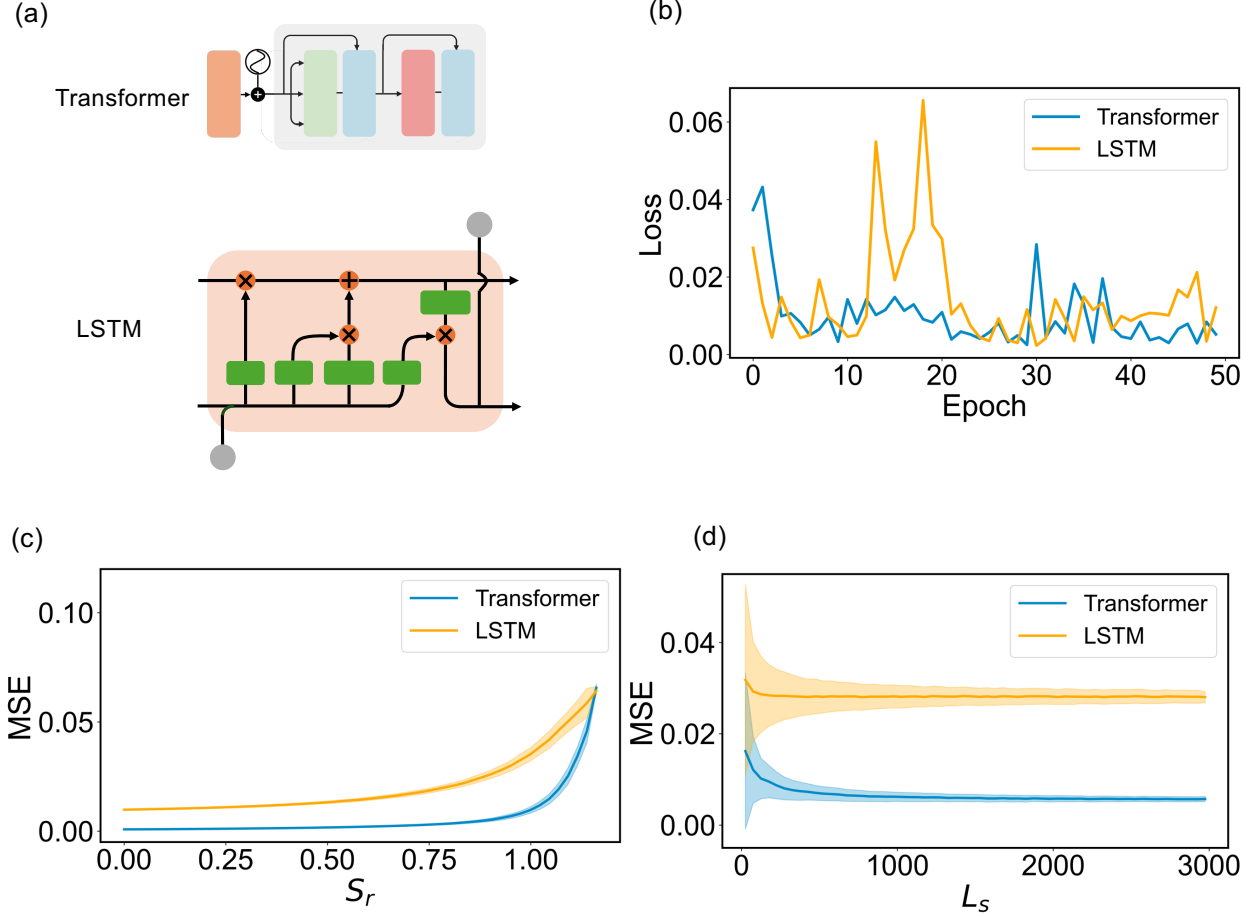 (a)
Transformer
LSTM
(b)
Loss
0.06
0.04
0.02
0.00
0
10
20
30
40
50
Epoch
Transformer
LSTM
(c)
MSE
0.10
0.05
0.00
0.00
0.25
0.50
0.75
1.00
S_r
Transformer
LSTM
(d)
MSE
0.04
0.02
0.00
0
1000
2000
3000
L_s
Transformer
LSTM